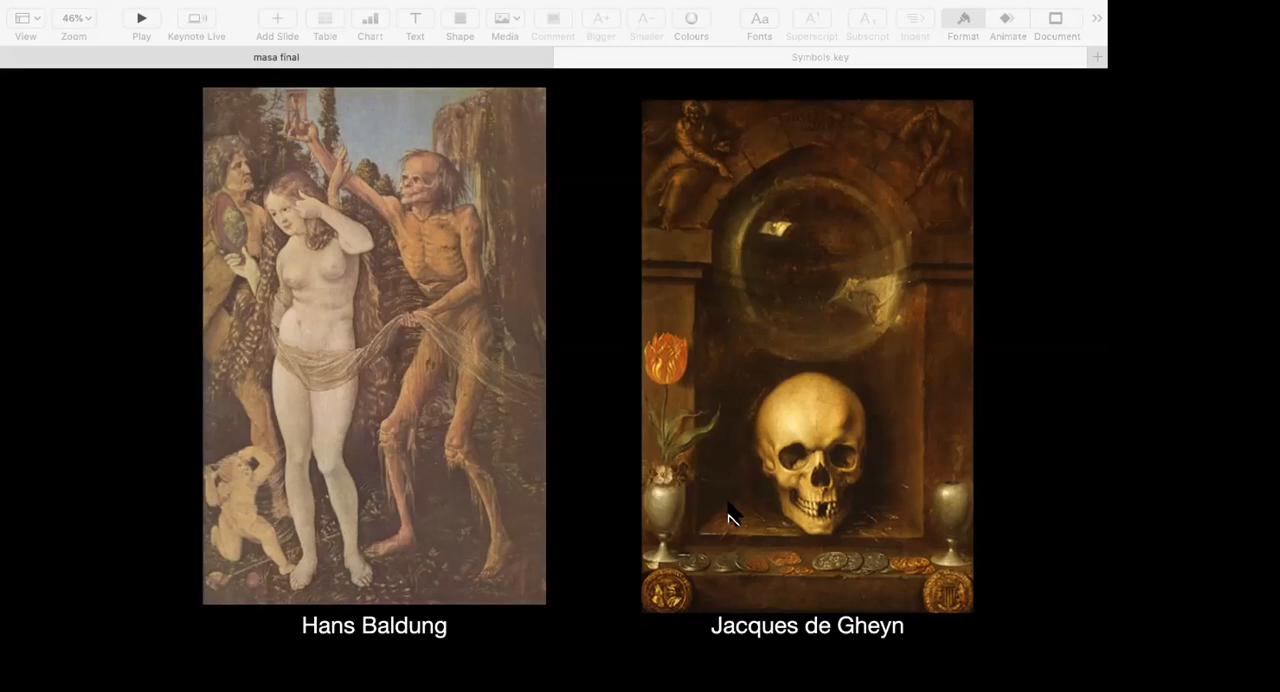 46%
View
Zoom
Play
Keynote Live
Add Slide
Table
Chart
Text
Shape
Media
Comment
Bigger
Smaller
Colours
Fonts
Superscript
Subscript
Indent
Format
Animate
Document
masa final
Symbols.key
Hans Baldung
Jacques de Gheyn